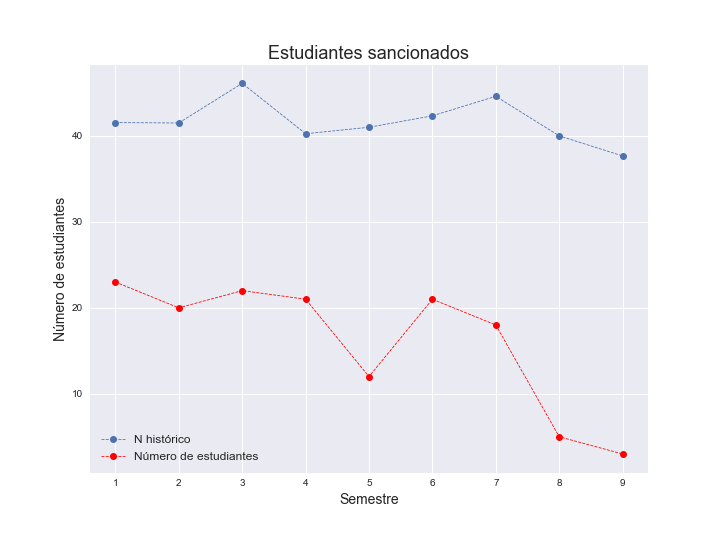 Estudiantes sancionados
Número de estudiantes
40
30
20
10
N histórico
Número de estudiantes
1 2 3 4 5 6 7 8 9
Semestre